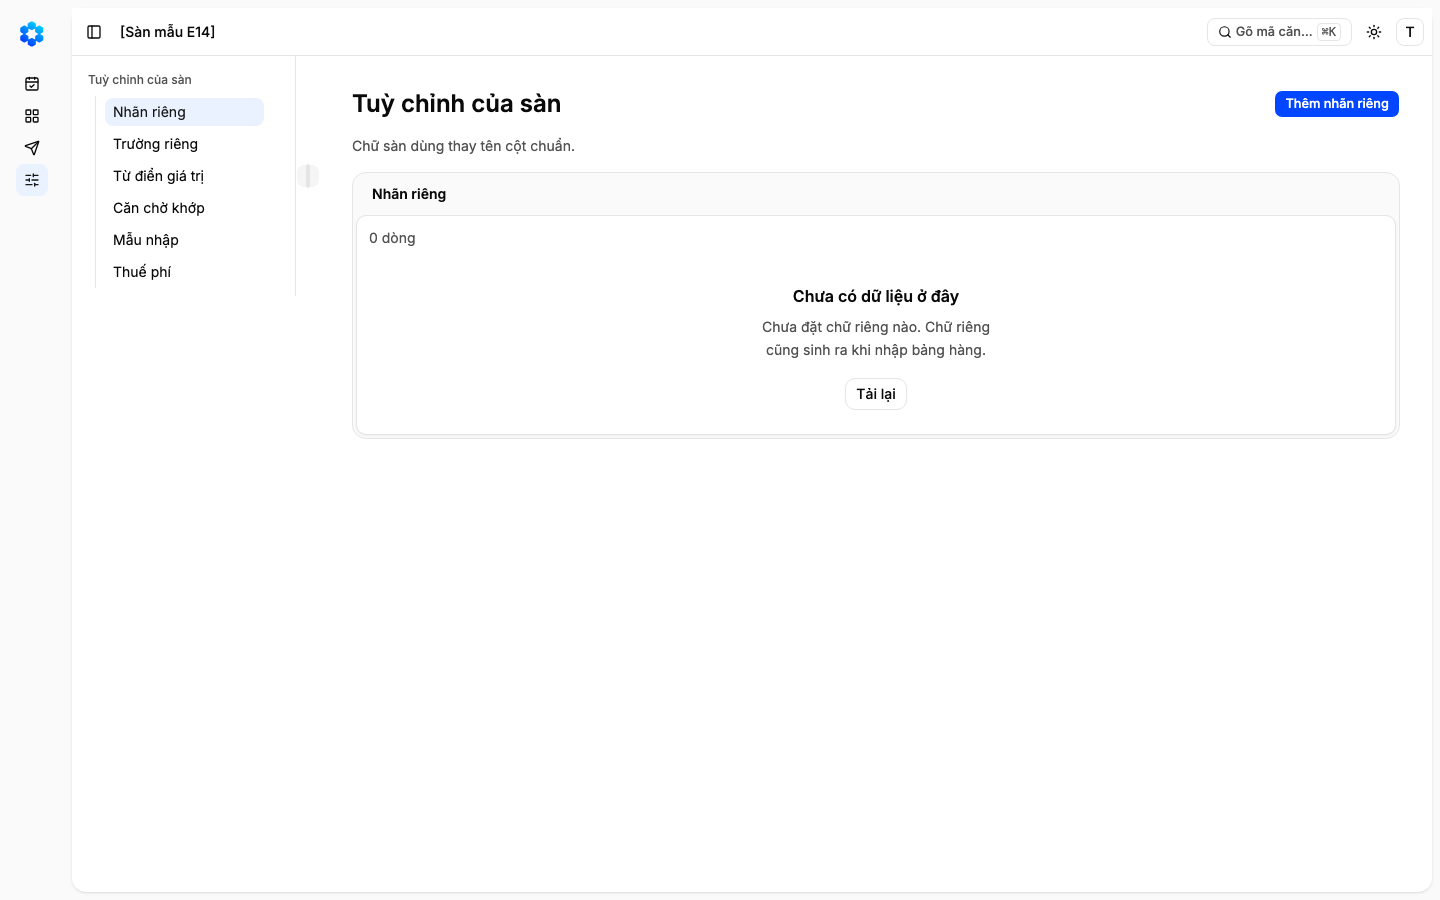 [Sàn mẫu E14]
Gõ mã căn... ⌘K
T
Tuỳ chỉnh của sàn
Nhãn riêng
Trường riêng
Từ điển giá trị
Căn chờ khớp
Mẫu nhập
Thuế phí
Tuỳ chỉnh của sàn
Thêm nhãn riêng
Chữ sàn dùng thay tên cột chuẩn.
Nhãn riêng
0 dòng
Chưa có dữ liệu ở đây
Chưa đặt chữ riêng nào. Chữ riêng
cũng sinh ra khi nhập bảng hàng.
Tải lại